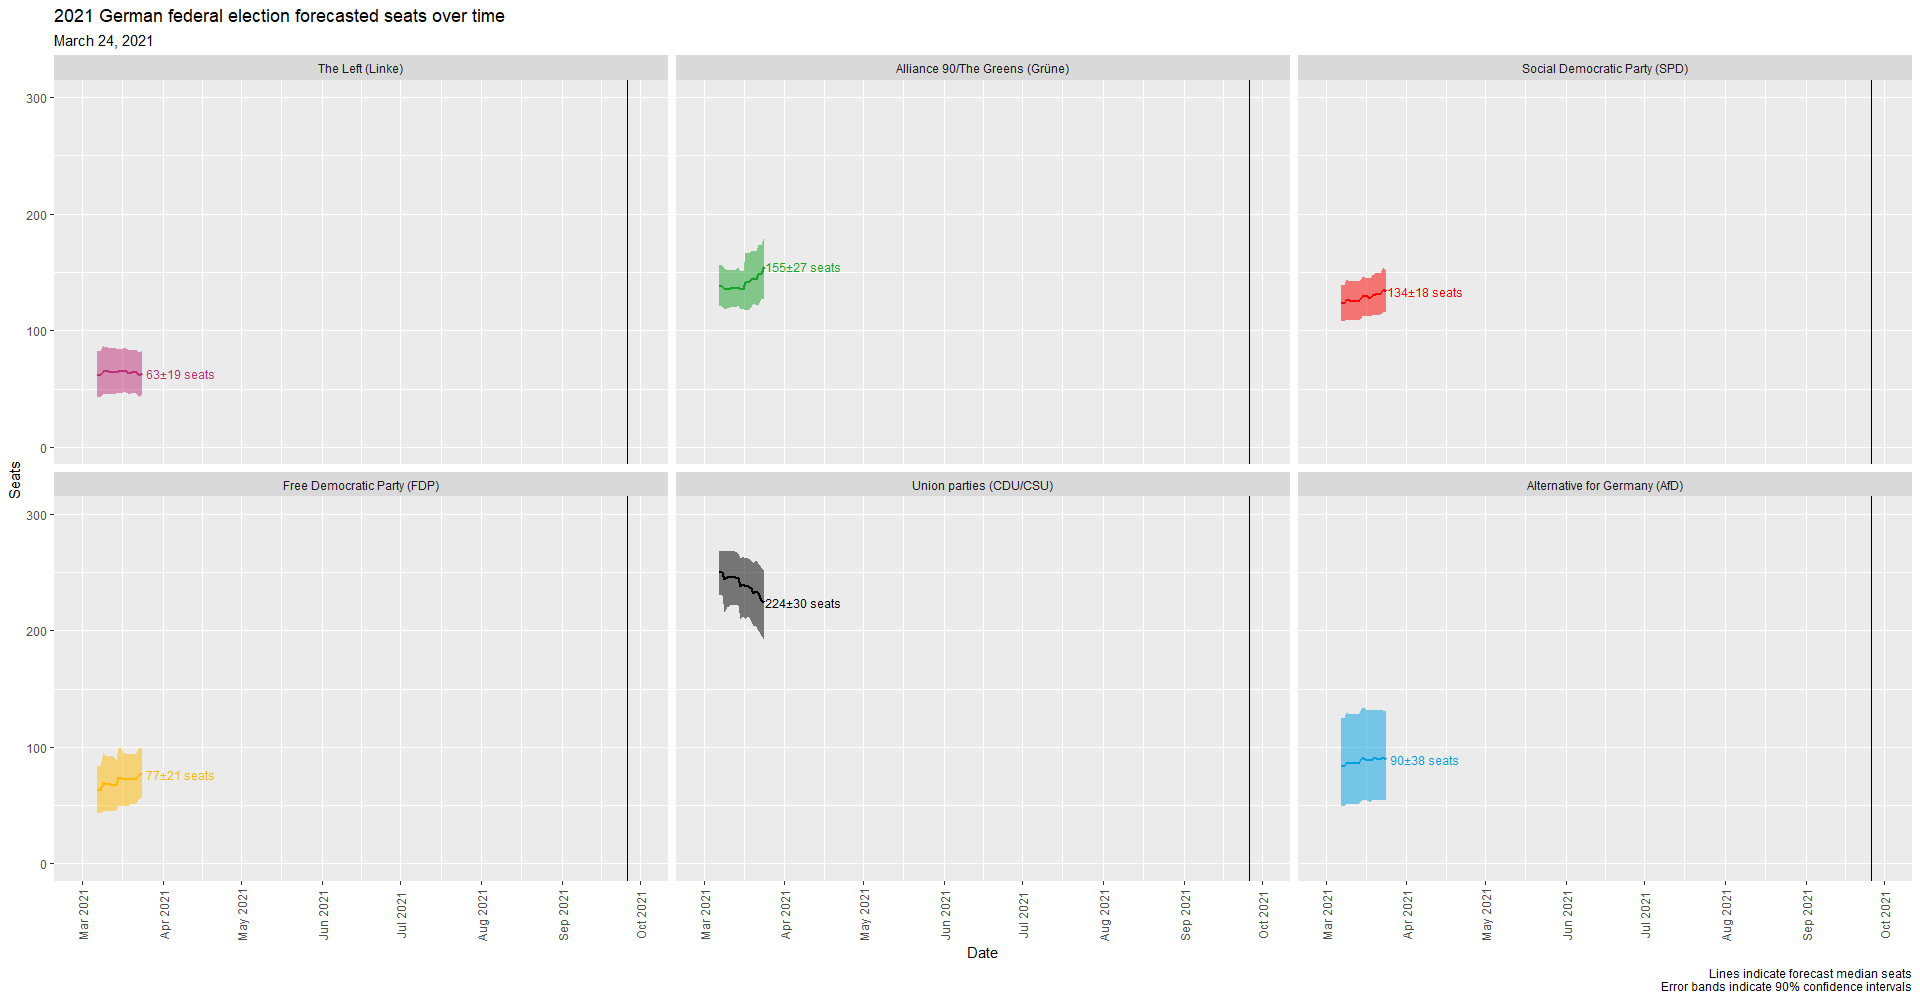 2021 German federal election forecasted seats over time
March 24, 2021
The Left (Linke)
Alliance 90/The Greens (Grüne)
Social Democratic Party (SPD)
300
200
100
0
63±19 seats
155±27 seats
134±18 seats
Seats
Free Democratic Party (FDP)
Union parties (CDU/CSU)
Alternative for Germany (AfD)
300
200
100
0
77±21 seats
224±30 seats
90±38 seats
Mar 2021
Apr 2021
May 2021
Jun 2021
Jul 2021
Aug 2021
Sep 2021
Oct 2021
Mar 2021
Apr 2021
May 2021
Jun 2021
Jul 2021
Aug 2021
Sep 2021
Oct 2021
Mar 2021
Apr 2021
May 2021
Jun 2021
Jul 2021
Aug 2021
Sep 2021
Oct 2021
Date
Lines indicate forecast median seats
Error bands indicate 90% confidence intervals